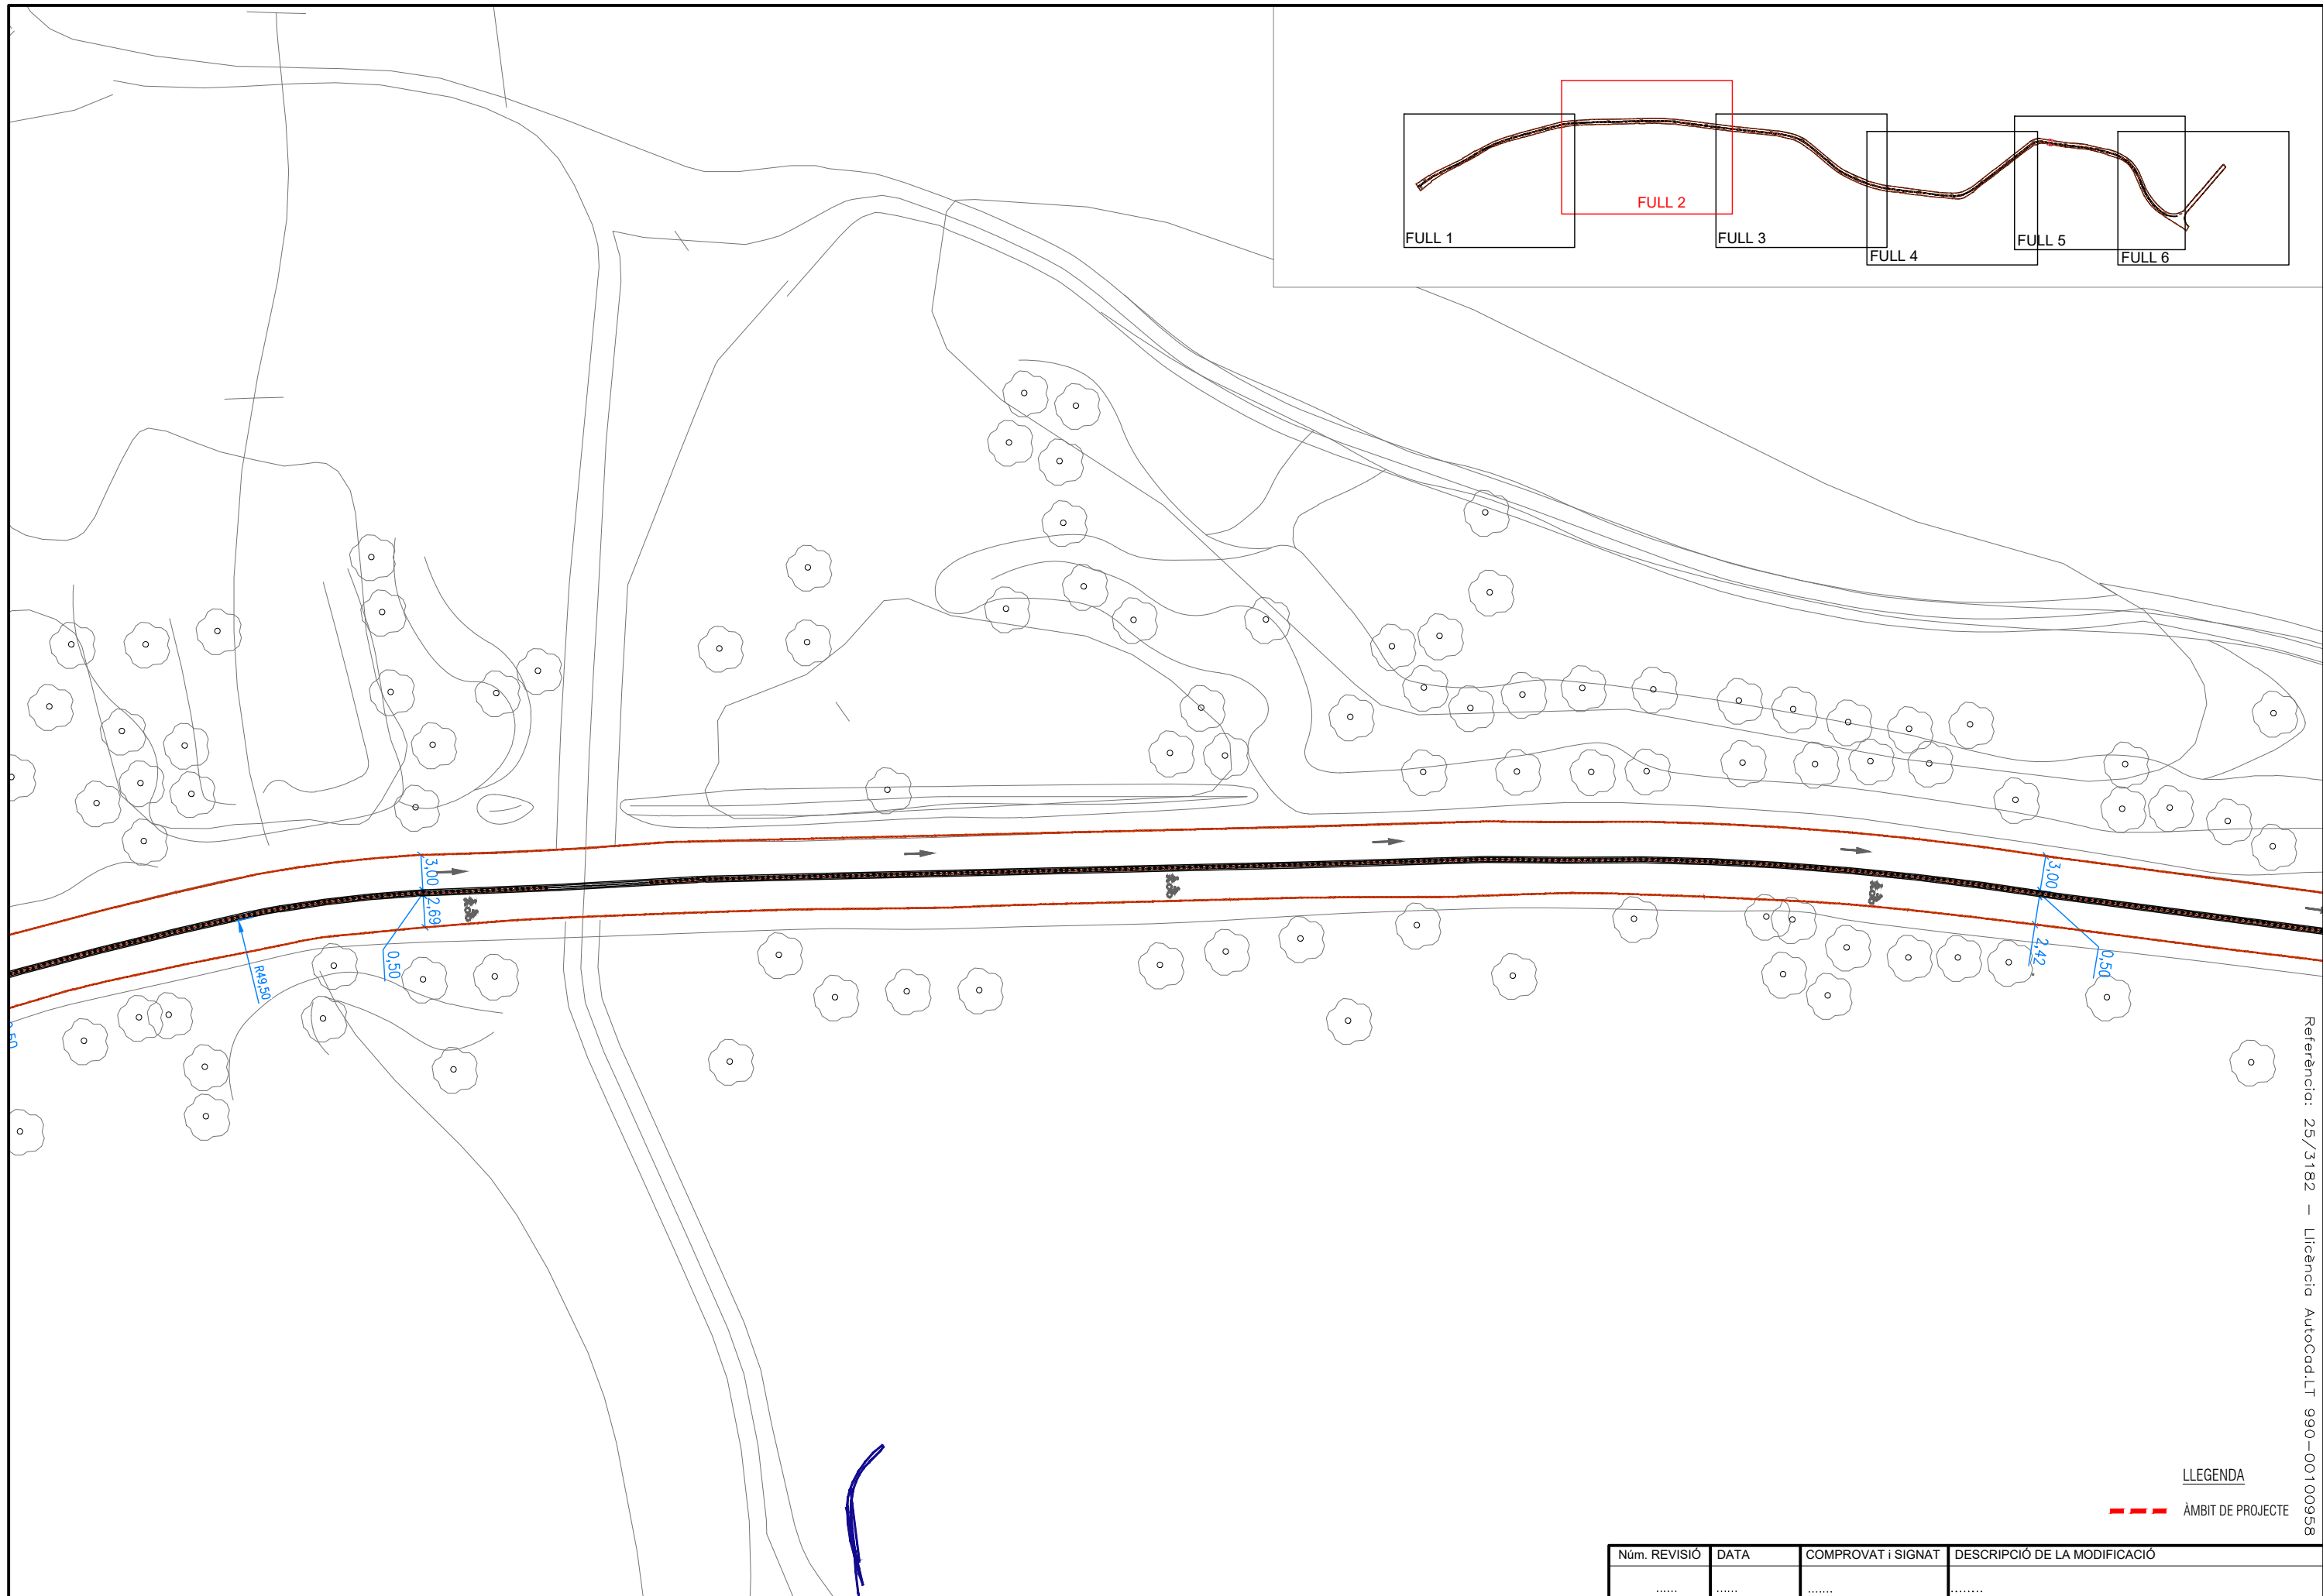 FULL 1
FULL 2
FULL 3
FULL 4
FULL 5
FULL 6
3,00
2,69
0,50
R49,50
3,00
2,42
0,50
Referència: 25/3182 - Llicència AutoCad.LT 990-00100958
LLEGENDA
ÀMBIT DE PROJECTE
Núm. REVISIÓ DATA COMPROVAT i SIGNAT DESCRIPCIÓ DE LA MODIFICACIÓ
...... ...... ....... ........